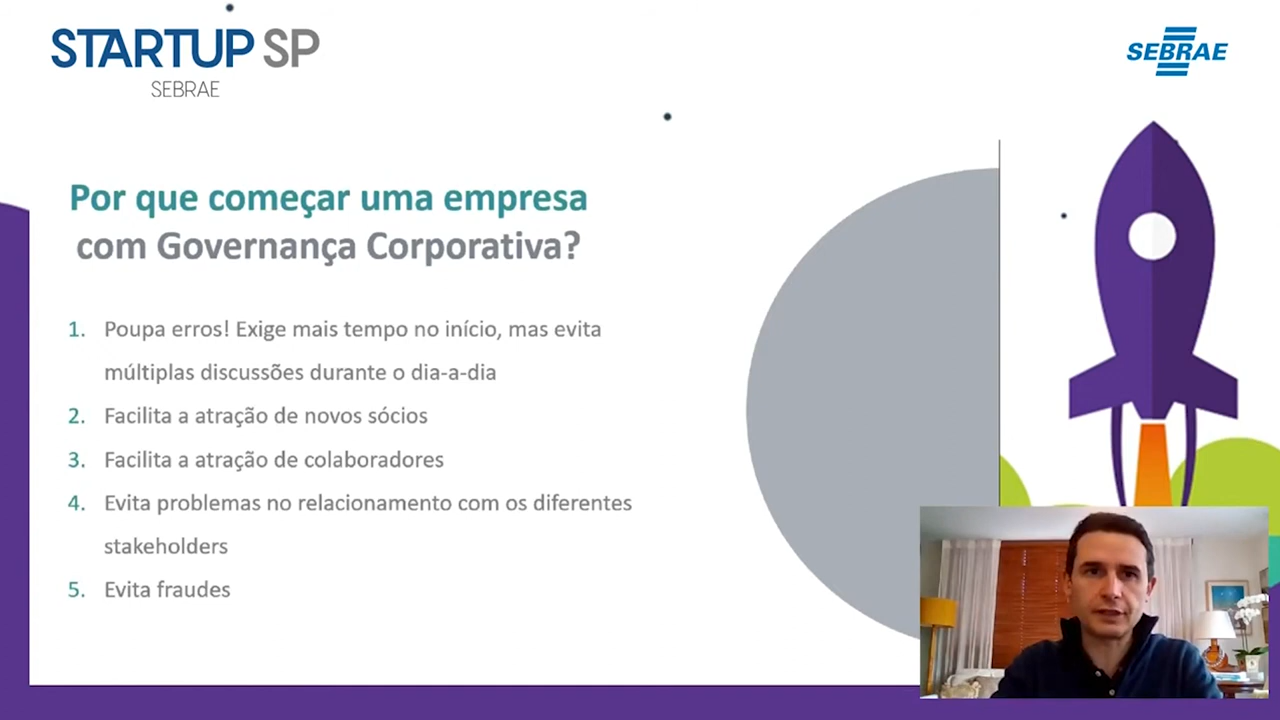 STARTUP SP
SEBRAE
SEBRAE
Por que começar uma empresa
com Governança Corporativa?
1. Poupa erros! Exige mais tempo no início, mas evita
múltiplas discussões durante o dia-a-dia
2. Facilita a atração de novos sócios
3. Facilita a atração de colaboradores
4. Evita problemas no relacionamento com os diferentes
stakeholders
5. Evita fraudes